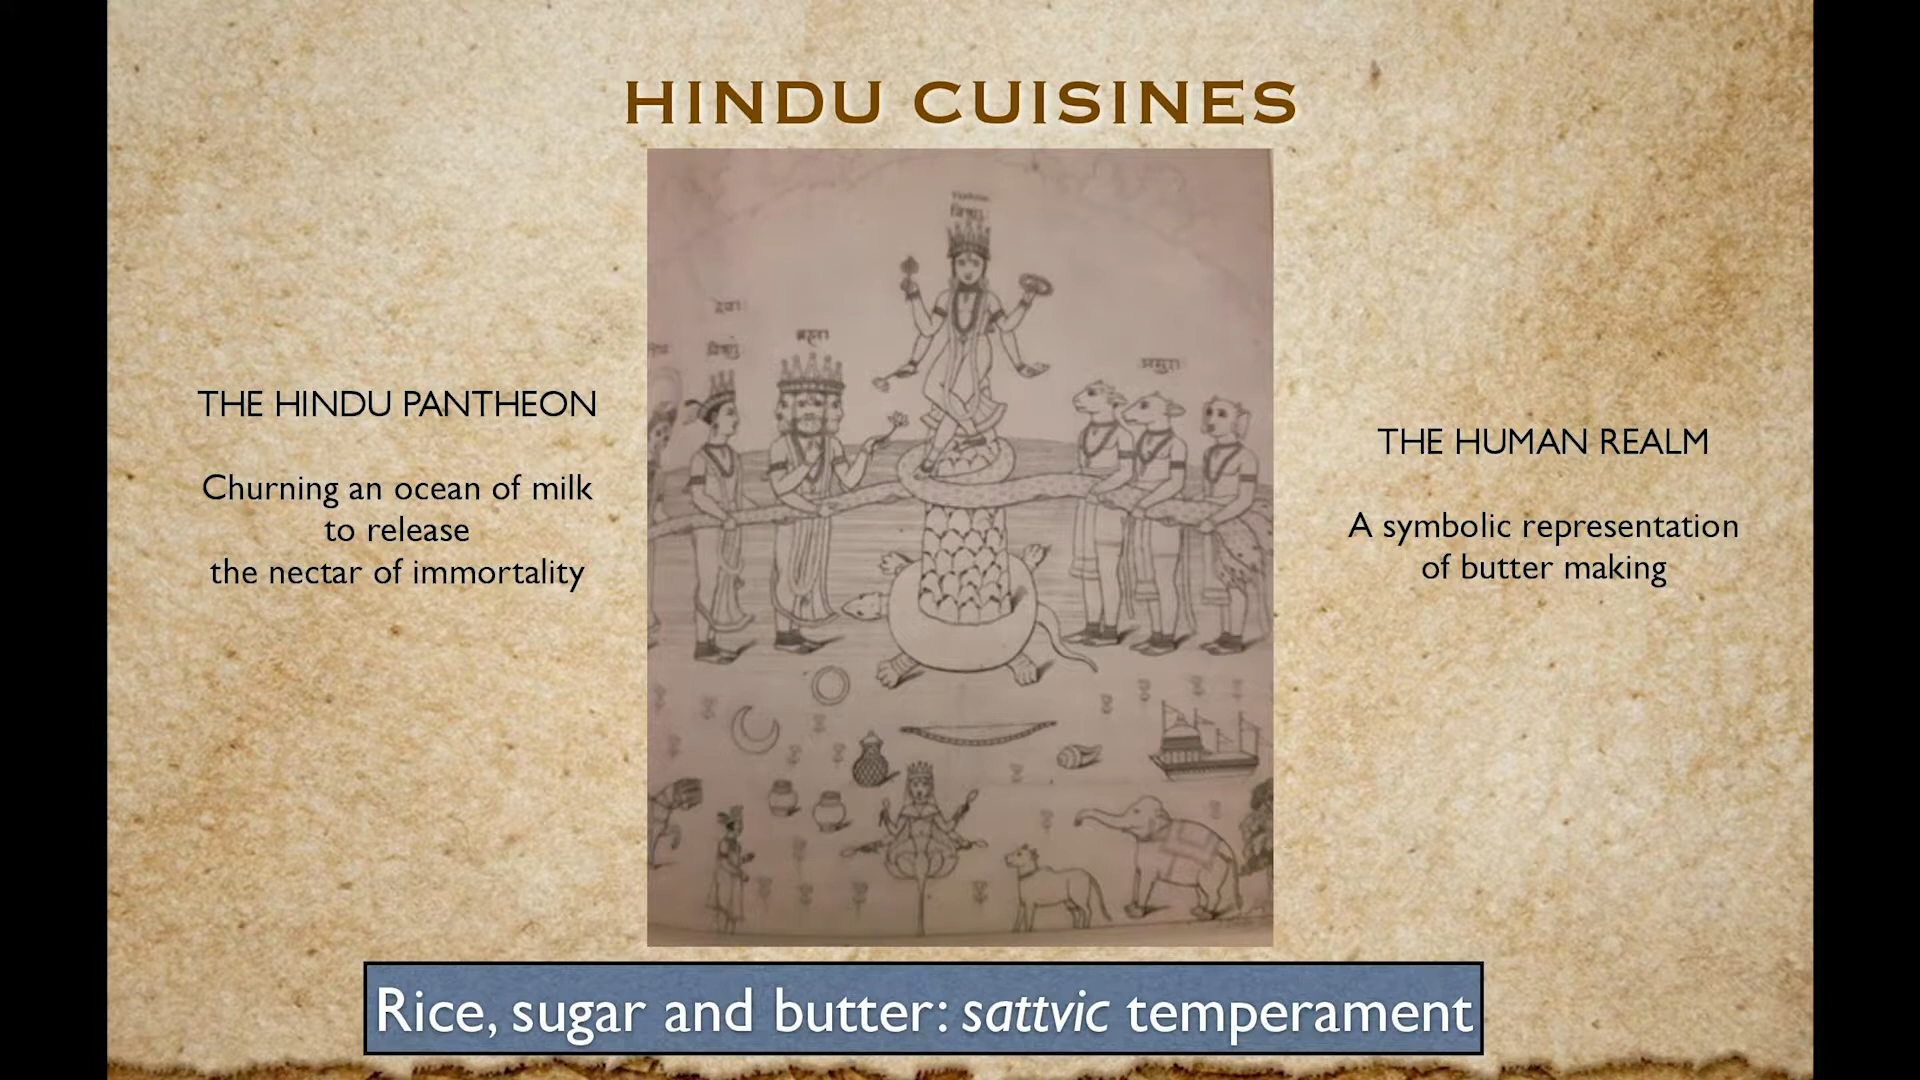 HINDU CUISINES
विष्णु
देवा
विष्णु
ब्रह्मा
THE HINDU PANTHEON
Churning an ocean of milk
to release
the nectar of immortality
THE HUMAN REALM
A symbolic representation
of butter making
Rice, sugar and butter: sattvic temperament